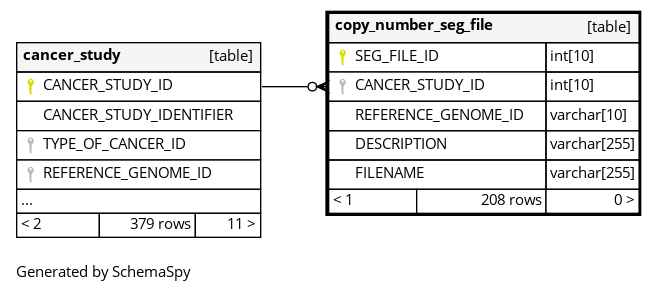 cancer_study [table]
CANCER_STUDY_ID
CANCER_STUDY_IDENTIFIER
TYPE_OF_CANCER_ID
REFERENCE_GENOME_ID
...
< 2 379 rows 11 >
copy_number_seg_file [table]
SEG_FILE_ID int[10]
CANCER_STUDY_ID int[10]
REFERENCE_GENOME_ID varchar[10]
DESCRIPTION varchar[255]
FILENAME varchar[255]
< 1 208 rows 0 >
Generated by SchemaSpy